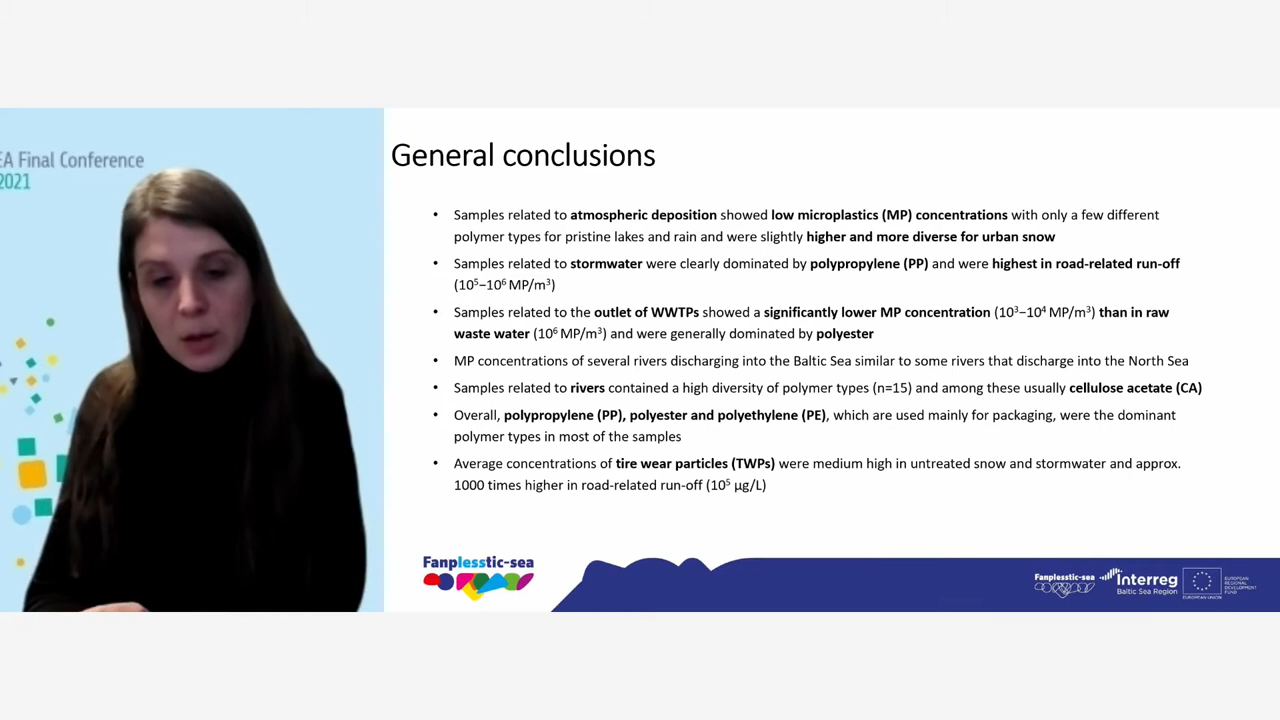 EA Final Conference
2021
General conclusions
• Samples related to atmospheric deposition showed low microplastics (MP) concentrations with only a few different
polymer types for pristine lakes and rain and were slightly higher and more diverse for urban snow
• Samples related to stormwater were clearly dominated by polypropylene (PP) and were highest in road-related run-off
(10⁵–10⁶ MP/m³)
• Samples related to the outlet of WWTPs showed a significantly lower MP concentration (10³–10⁴ MP/m³) than in raw
waste water (10⁶ MP/m³) and were generally dominated by polyester
• MP concentrations of several rivers discharging into the Baltic Sea similar to some rivers that discharge into the North Sea
• Samples related to rivers contained a high diversity of polymer types (n=15) and among these usually cellulose acetate (CA)
• Overall, polypropylene (PP), polyester and polyethylene (PE), which are used mainly for packaging, were the dominant
polymer types in most of the samples
• Average concentrations of tire wear particles (TWPs) were medium high in untreated snow and stormwater and approx.
1000 times higher in road-related run-off (10⁵ µg/L)
Fanplesstic-sea
Fanplesstic-sea
Interreg
Baltic Sea Region
EUROPEAN UNION
EUROPEAN
REGIONAL
DEVELOPMENT
FUND